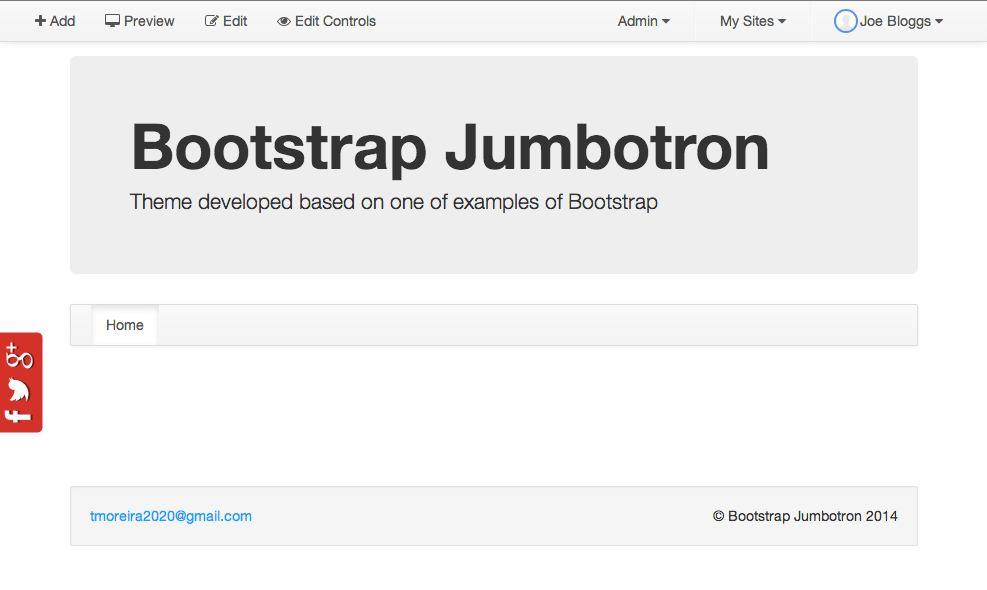 Add Preview Edit Edit Controls Admin My Sites Joe Bloggs
Bootstrap Jumbotron
Theme developed based on one of examples of Bootstrap
Home
tmoreira2020@gmail.com © Bootstrap Jumbotron 2014